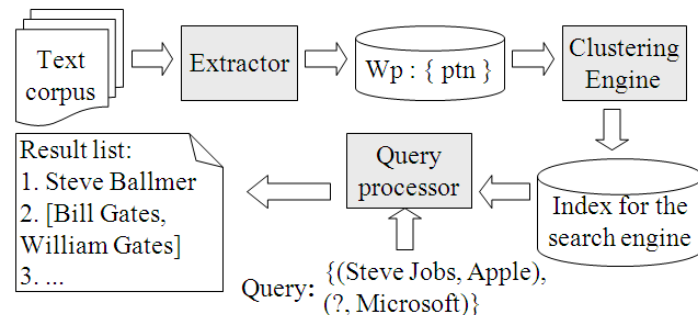 Text
corpus
Extractor
Wp : { ptn }
Clustering
Engine
Result list:
1. Steve Ballmer
2. [Bill Gates,
William Gates]
3. ...
Query
processor
Index for the
search engine
Query: {(Steve Jobs, Apple),
(?, Microsoft)}